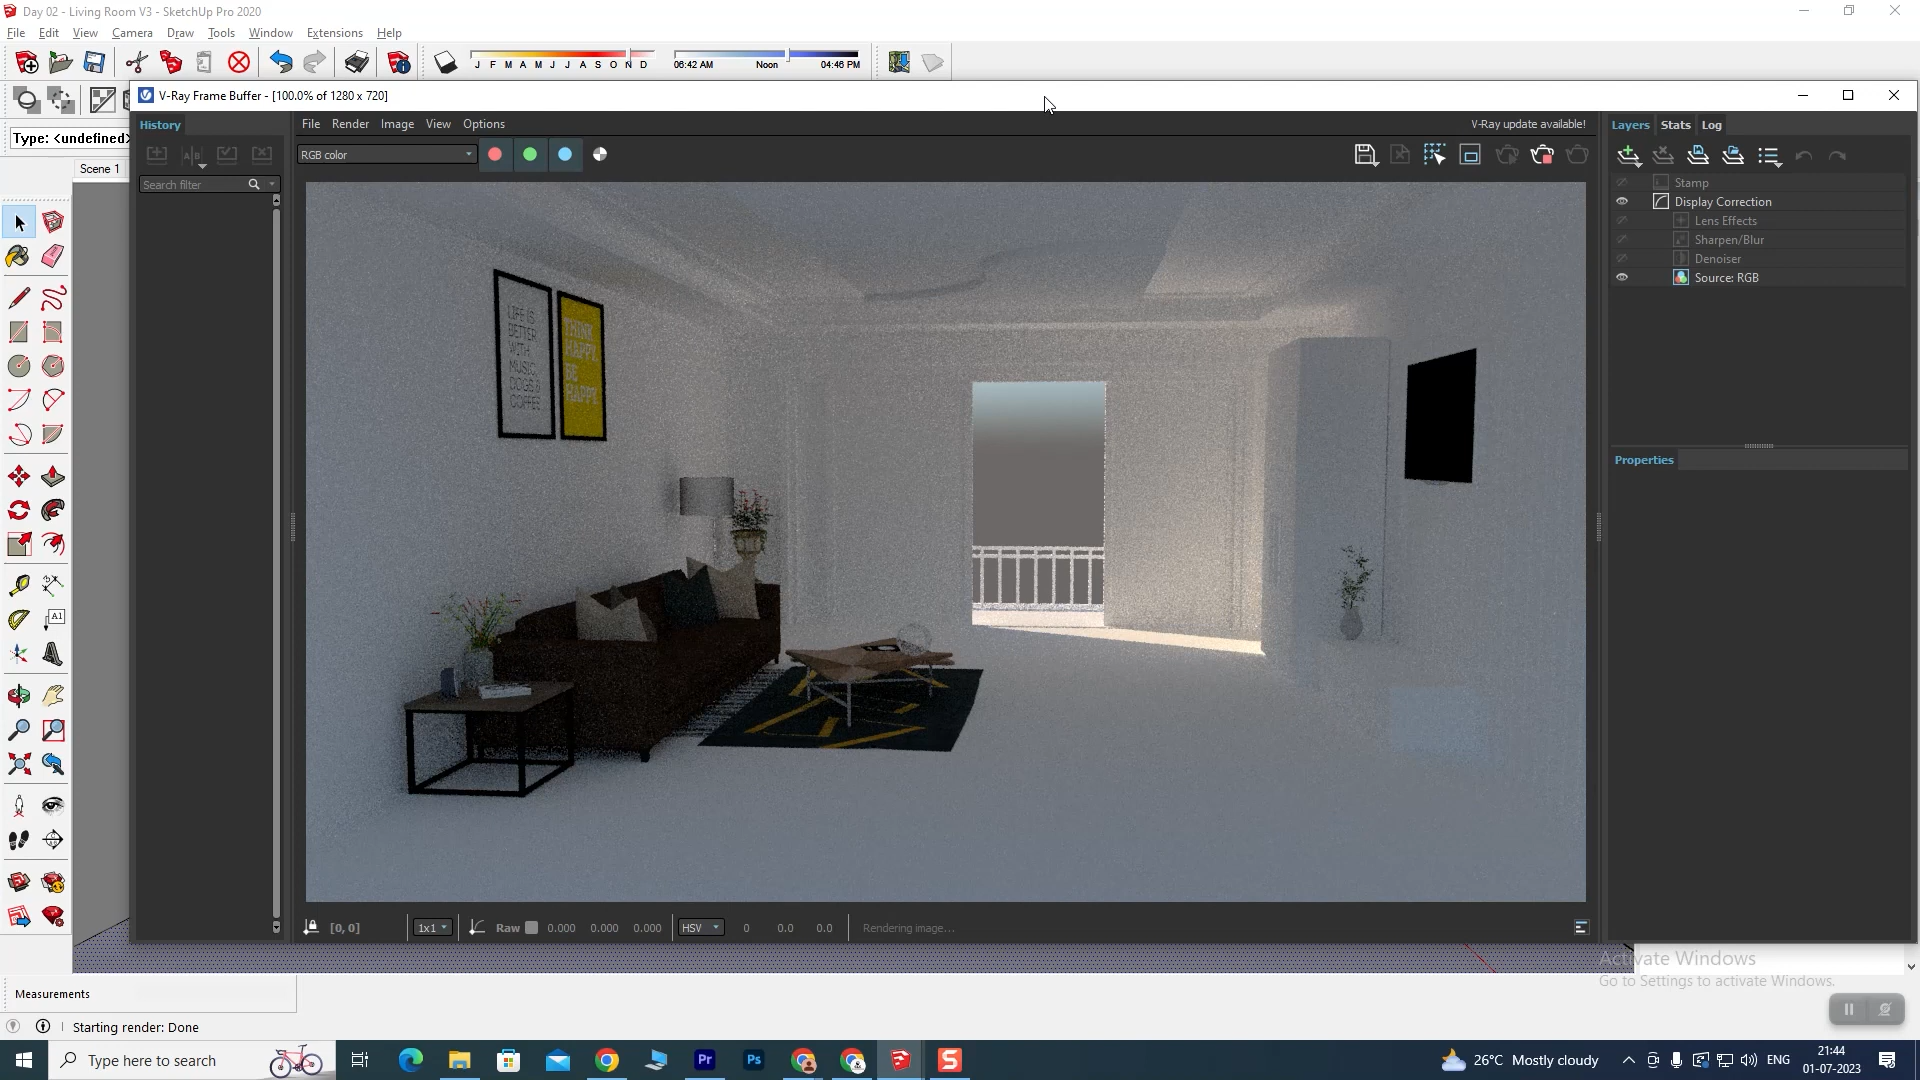 Day 02 - Living Room V3 - SketchUp Pro 2020
File Edit View Camera Draw Tools Window Extensions Help
J F M A M J J A S O N D
06:42 AM Noon 04:46 PM
V-Ray Frame Buffer - [100.0% of 1280 x 720]
History
File Render Image View Options
V-Ray update available!
Layers Stats Log
Type: <undefined>
RGB color
A B
Scene 1
Search filter
Stamp
Display Correction
Lens Effects
Sharpen/Blur
Denoiser
Source: RGB
LIFE IS
BETTER
WITH
MUSIC,
DOGS &
COFFEE
THINK
HAPPY.
BE
HAPPY
Properties
A1
[0, 0]
1x1
Raw
0.000 0.000 0.000
HSV
0 0.0 0.0
Rendering image...
Activate Windows
Go to Settings to activate Windows.
Measurements
Starting render: Done
Type here to search
Pr
Ps
S
26°C Mostly cloudy
ENG
21:44
01-07-2023